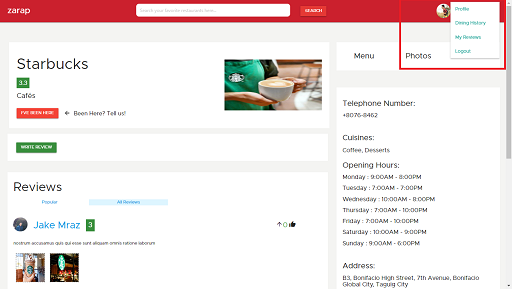 zarap
Search your favorite restaurants here...
SEARCH
Profile
Dining History
My Reviews
Logout
Starbucks
3.3
Cafés
I'VE BEEN HERE
Been Here? Tell us!
WRITE REVIEW
Reviews
Popular
All Reviews
Jake Mraz 3
0
nostrum accusamus quis qui esse sunt aliquam omnis ratione laborum
Menu
Photos
Telephone Number:
+8076-8462
Cuisines:
Coffee, Desserts
Opening Hours:
Monday : 9:00AM - 8:00PM
Tuesday : 7:00AM - 7:00PM
Wednesday : 10:00AM - 8:00PM
Thursday : 7:00AM - 10:00PM
Friday : 7:00AM - 10:00PM
Saturday : 10:00AM - 9:00PM
Sunday : 9:00AM - 6:00PM
Address:
B3, Bonifacio High Street, 7th Avenue, Bonifacio
Global City, Taguig City